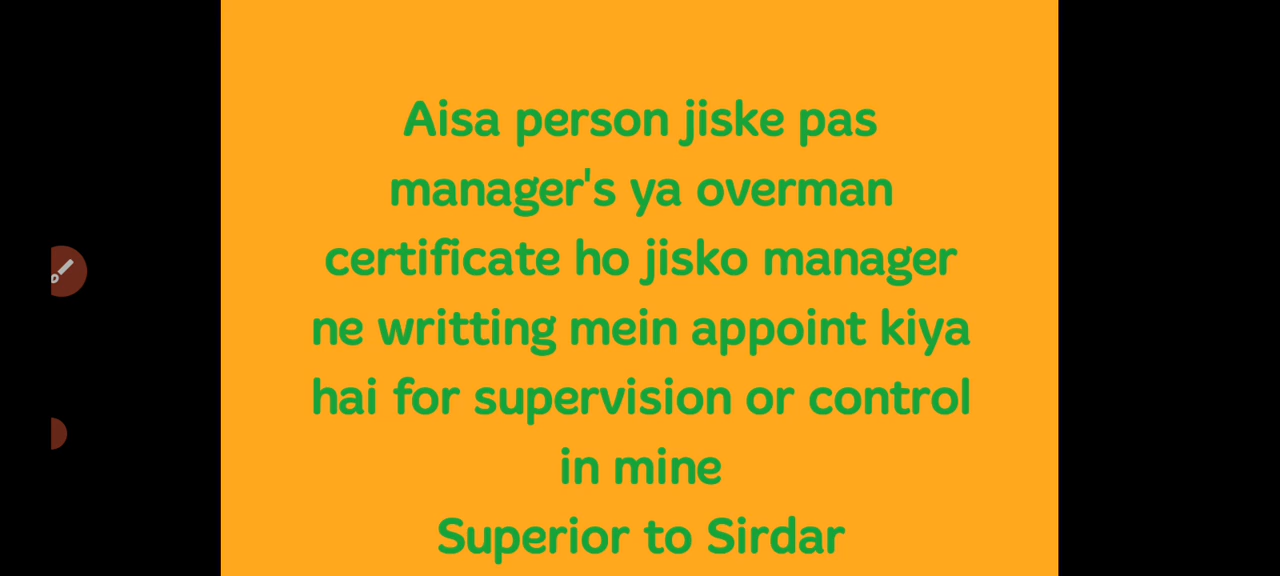 Aisa person jiske pas
manager's ya overman
certificate ho jisko manager
ne writting mein appoint kiya
hai for supervision or control
in mine
Superior to Sirdar